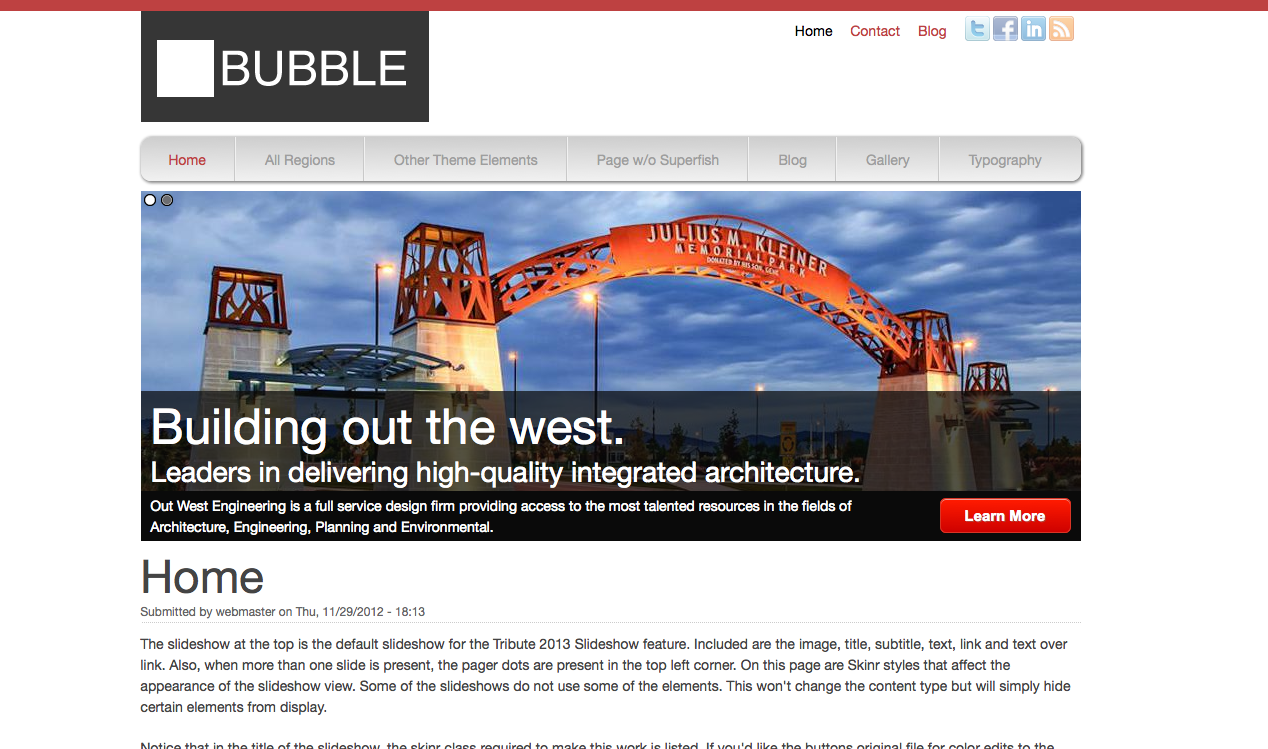 BUBBLE
Home Contact Blog
Home All Regions Other Theme Elements Page w/o Superfish Blog Gallery Typography
JULIUS M. KLEINER
MEMORIAL PARK
DONATED BY HIS SON, GENE
Building out the west.
Leaders in delivering high-quality integrated architecture.
Out West Engineering is a full service design firm providing access to the most talented resources in the fields of
Architecture, Engineering, Planning and Environmental.
Learn More
Home
Submitted by webmaster on Thu, 11/29/2012 - 18:13
The slideshow at the top is the default slideshow for the Tribute 2013 Slideshow feature. Included are the image, title, subtitle, text, link and text over
link. Also, when more than one slide is present, the pager dots are present in the top left corner. On this page are Skinr styles that affect the
appearance of the slideshow view. Some of the slideshows do not use some of the elements. This won't change the content type but will simply hide
certain elements from display.
Notice that in the title of the slideshow, the skinr class required to make this work is listed. If you'd like the buttons original file for color edits to the